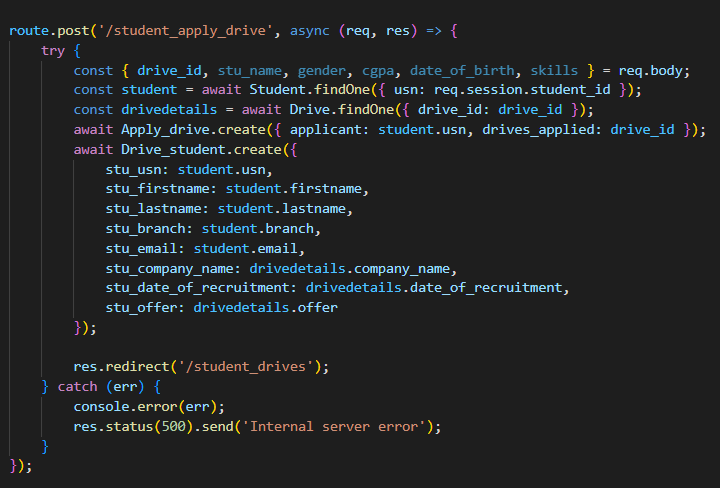 route.post('/student_apply_drive', async (req, res) => {
try {
const { drive_id, stu_name, gender, cgpa, date_of_birth, skills } = req.body;
const student = await Student.findOne({ usn: req.session.student_id });
const drivedetails = await Drive.findOne({ drive_id: drive_id });
await Apply_drive.create({ applicant: student.usn, drives_applied: drive_id });
await Drive_student.create({
stu_usn: student.usn,
stu_firstname: student.firstname,
stu_lastname: student.lastname,
stu_branch: student.branch,
stu_email: student.email,
stu_company_name: drivedetails.company_name,
stu_date_of_recruitment: drivedetails.date_of_recruitment,
stu_offer: drivedetails.offer
});
res.redirect('/student_drives');
} catch (err) {
console.error(err);
res.status(500).send('Internal server error');
}
});